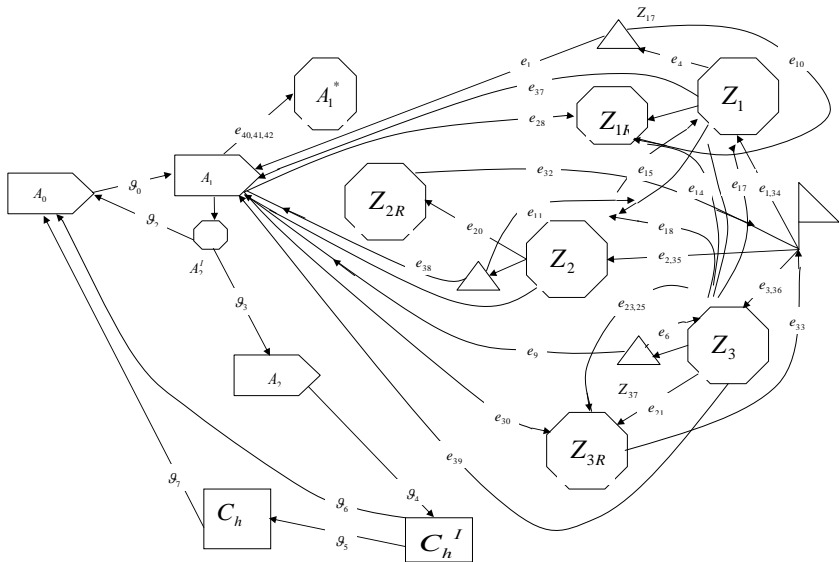 Z₁₇
e₁
e₄
e₁₀
e₃₇
Z₁
A₁*
e₂₈
Z₁R
e₄₀,₄₁,₄₂
e₃₂
e₁₅
e₁₄
e₁₇
e₁,₃₄
A₀
𝜗₀
A₁
Z₂R
e₁₁
e₁₈
𝜗₂
e₂₀
Z₂
e₂,₃₅
A₂ᴵ
e₃₈
𝜗₃
e₂₃,₂₅
e₃,₃₆
e₃₃
e₆
Z₃
e₉
A₂
Z₃₇
e₂₁
e₃₀
Z₃R
e₃₉
𝜗₇
𝜗₄
Cₕ
𝜗₆
𝜗₅
Cₕᴵ